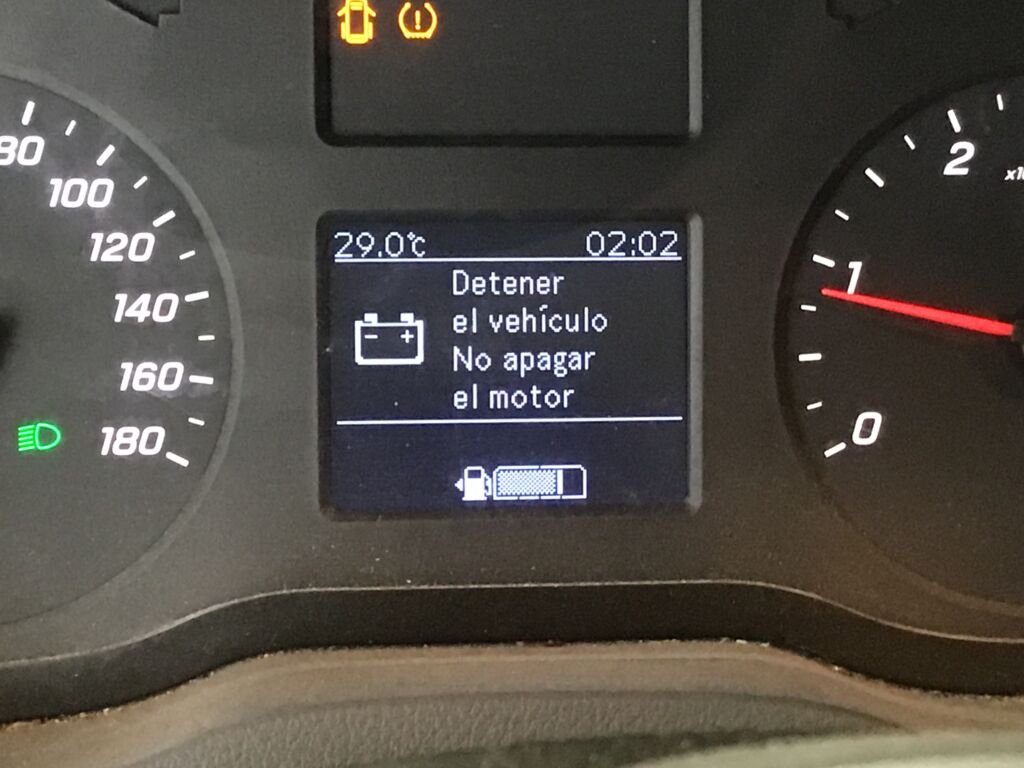 80
100
120
140
160
180
29.0°C 02:02
Detener
el vehículo
No apagar
el motor
2
1
0